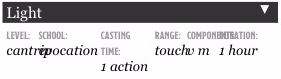 Light ▼
LEVEL: SCHOOL: CASTING TIME: RANGE: COMPONENTS: DURATION:
cantrip evocation 1 action touch v m 1 hour